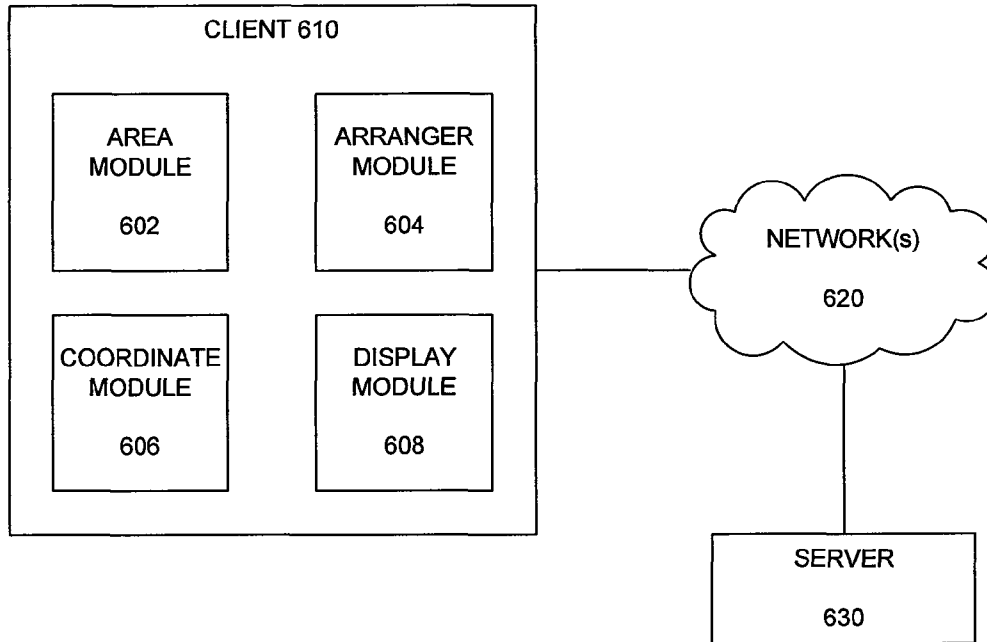 CLIENT 610
AREA
MODULE
602
ARRANGER
MODULE
604
COORDINATE
MODULE
606
DISPLAY
MODULE
608
NETWORK(s)
620
SERVER
630